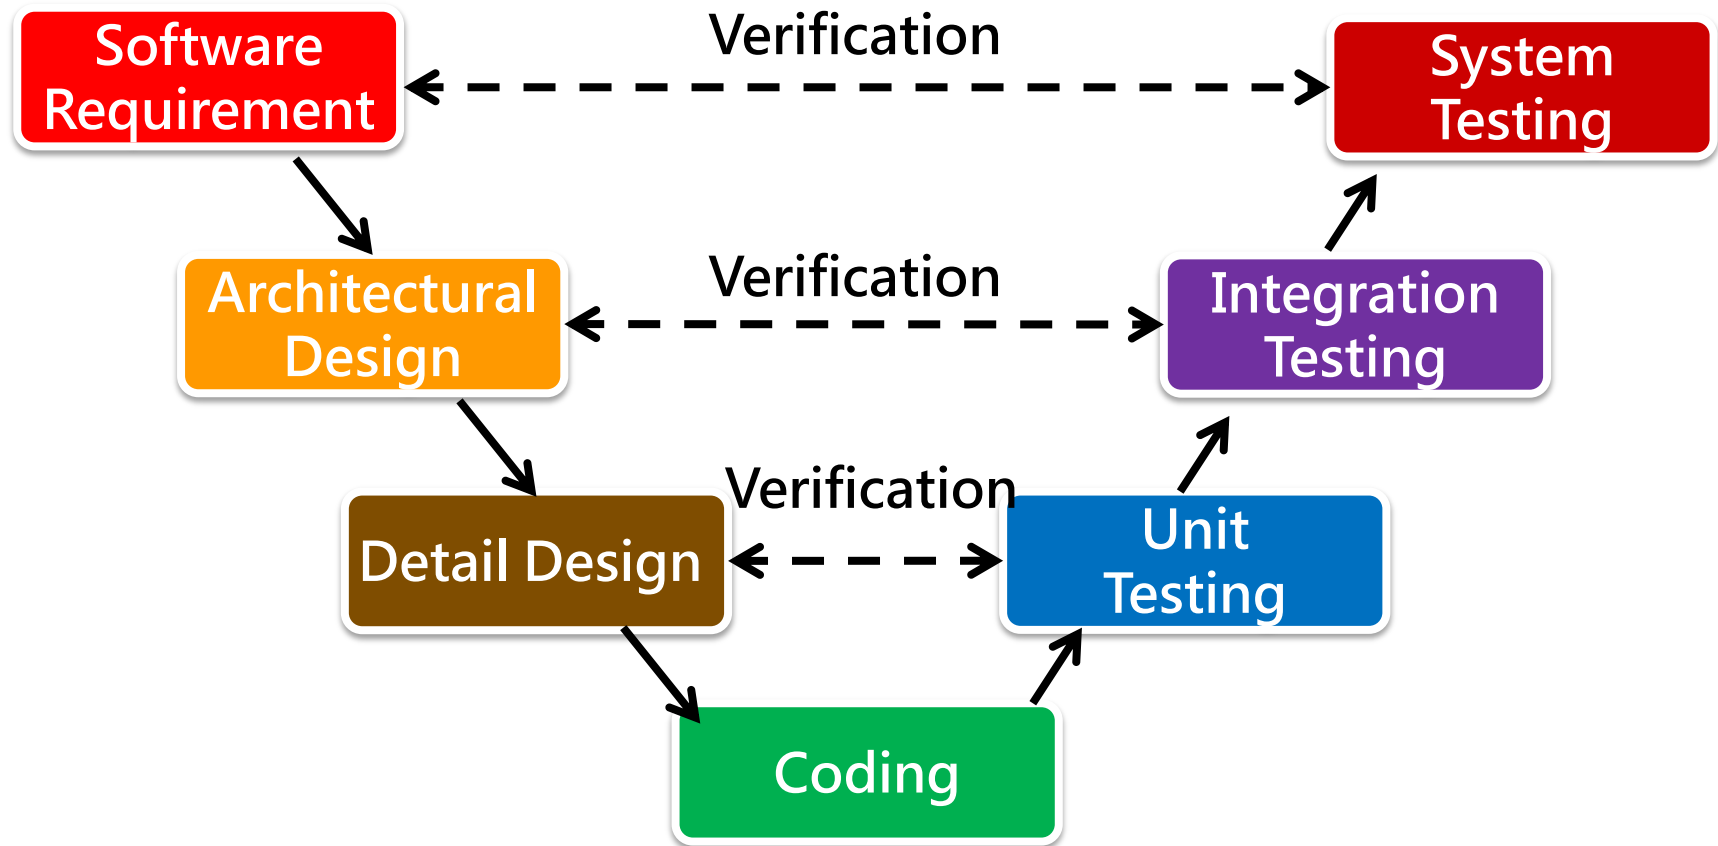 Software
Requirement
Verification
System
Testing
Architectural
Design
Verification
Integration
Testing
Detail Design
Verification
Unit
Testing
Coding